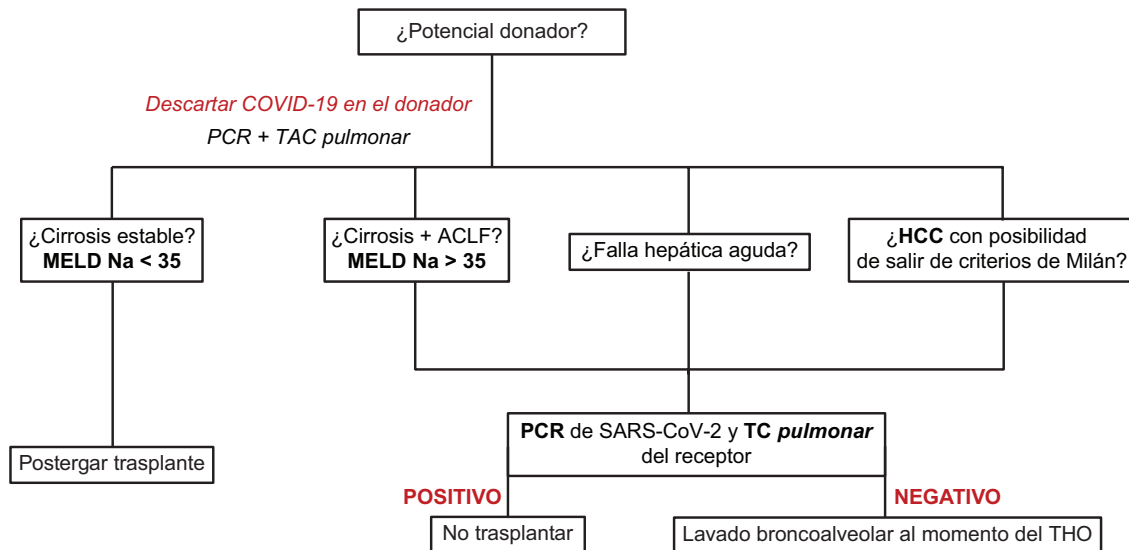 ¿Potencial donador?
Descartar COVID-19 en el donador
PCR + TAC pulmonar
¿Cirrosis estable?
MELD Na < 35
¿Cirrosis + ACLF?
MELD Na > 35
¿Falla hepática aguda?
¿HCC con posibilidad
de salir de criterios de Milán?
PCR de SARS-CoV-2 y TC pulmonar
del receptor
Postergar trasplante
POSITIVO
NEGATIVO
No trasplantar
Lavado broncoalveolar al momento del THO